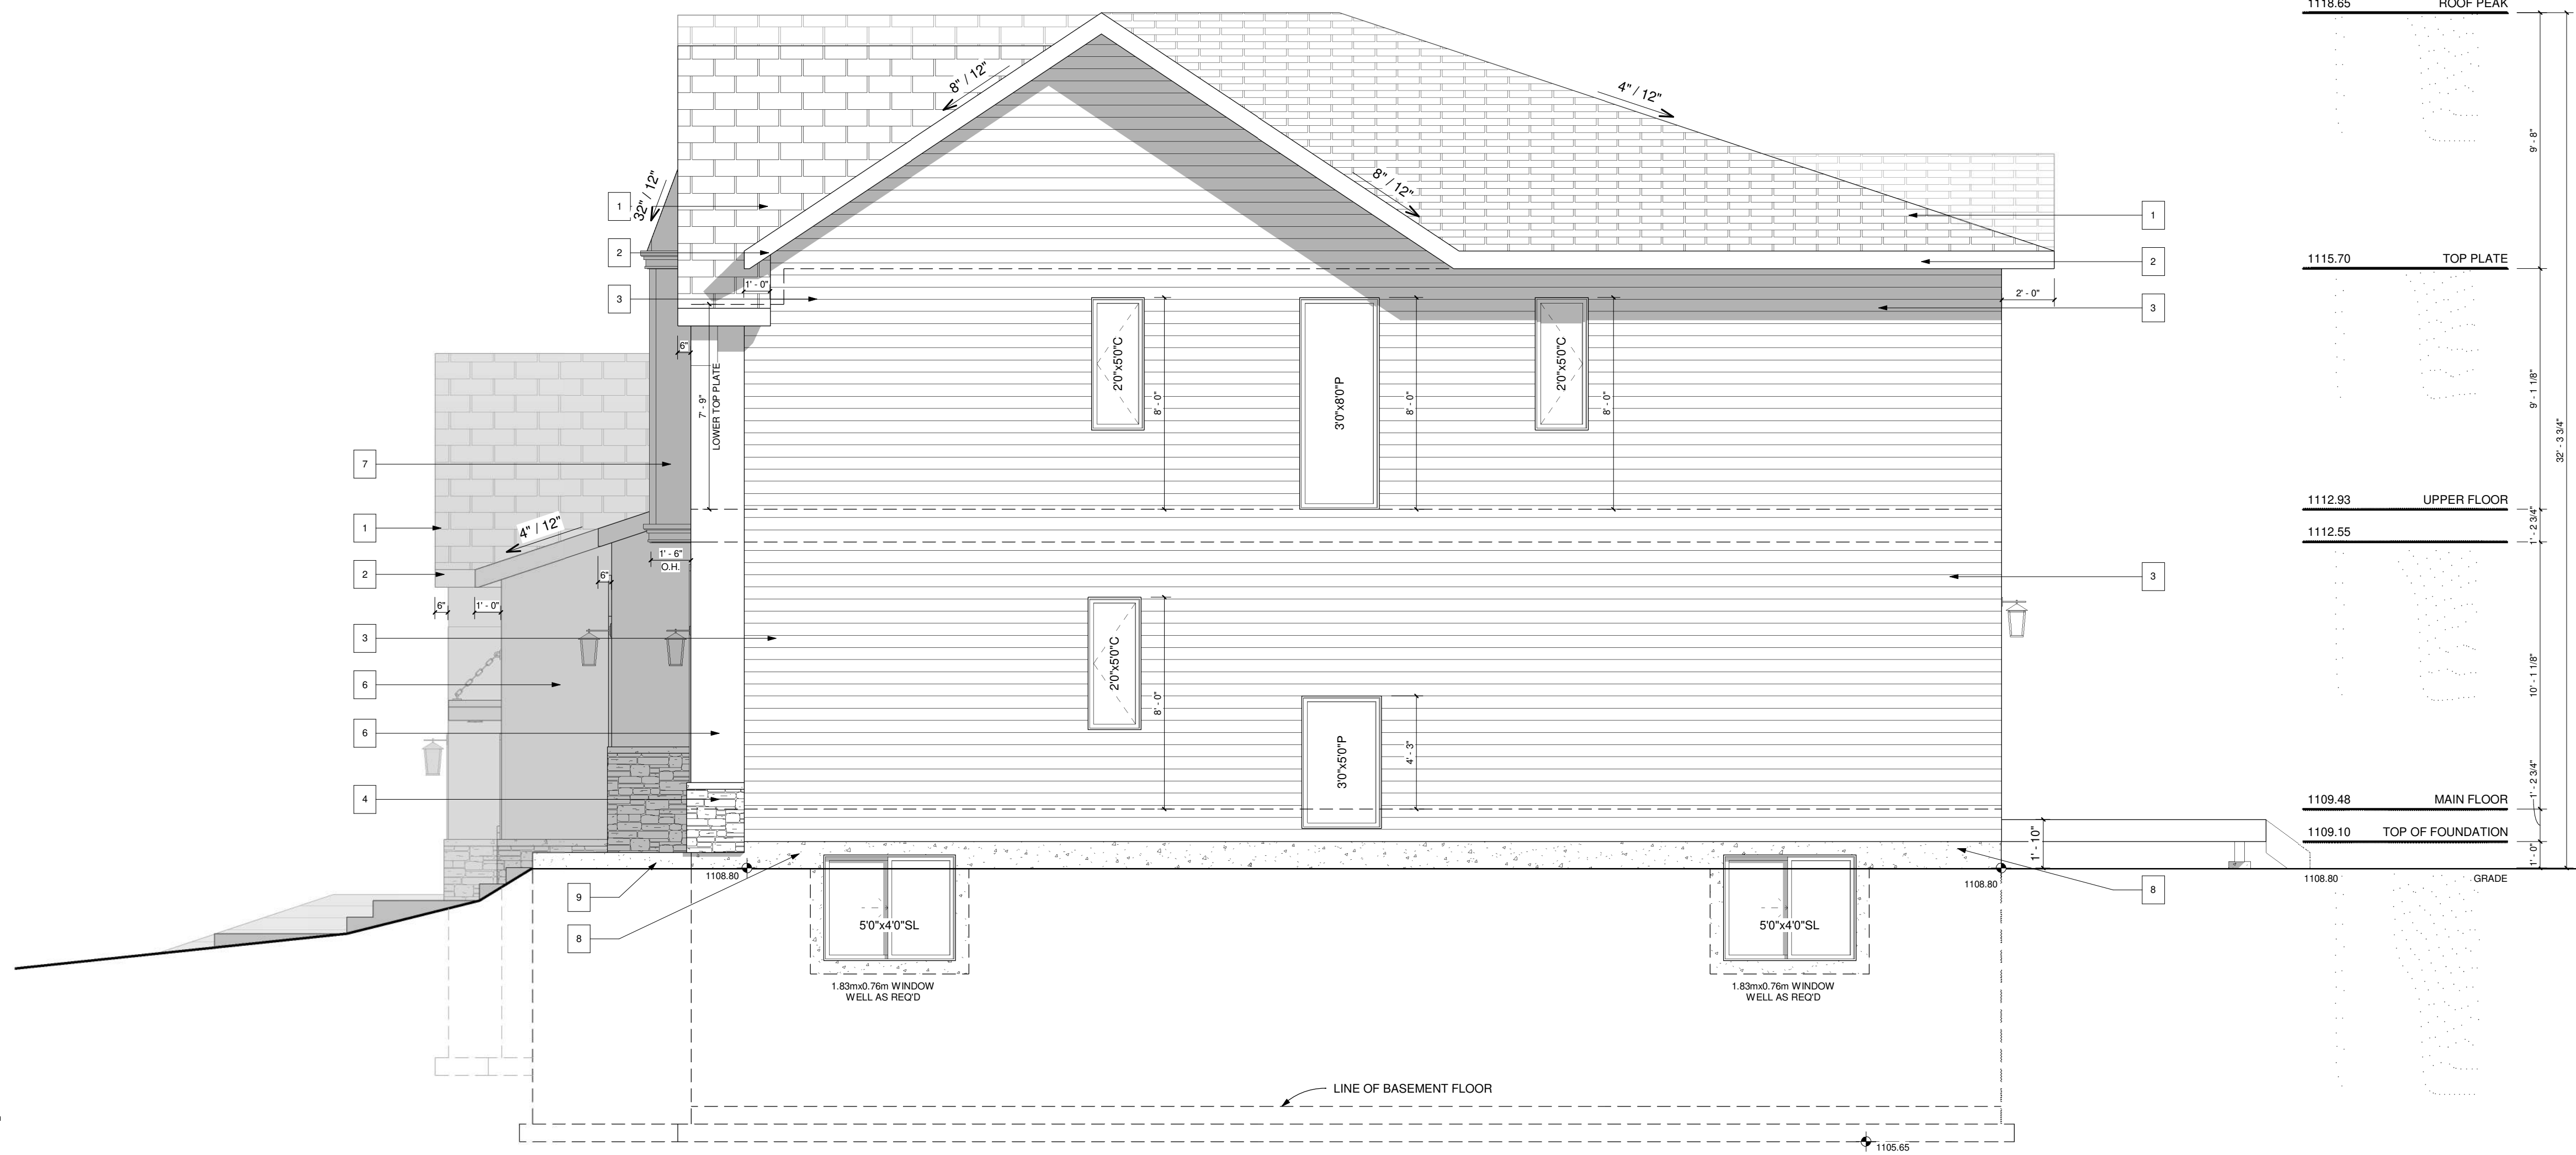 1118.65 ROOF PEAK
8" / 12"
4" / 12"
9' - 8"
32" / 12"
8" / 12"
1
1
2
2
1115.70 TOP PLATE
1' - 0"
3
3
2' - 0"
6"
2'0"x5'0"C
3'0"x8'0"P
2'0"x5'0"C
7' - 9"
LOWER TOP PLATE
8' - 0"
8' - 0"
8' - 0"
9' - 1 1/8"
32' - 3 3/4"
7
1112.93 UPPER FLOOR
1
4" / 12"
1' - 2 3/4"
1112.55
1' - 6"
O.H.
2
6"
3
6"
1' - 0"
3
2'0"x5'0"C
8' - 0"
10' - 1 1/8"
6
6
3'0"x5'0"P
4' - 3"
4
1' - 2 3/4"
1109.48 MAIN FLOOR
1109.10 TOP OF FOUNDATION
1' - 10"
1' - 0"
1108.80
1108.80
1108.80 GRADE
9
8
8
5'0"x4'0"SL
5'0"x4'0"SL
1.83mx0.76m WINDOW
WELL AS REQ'D
1.83mx0.76m WINDOW
WELL AS REQ'D
LINE OF BASEMENT FLOOR
1105.65